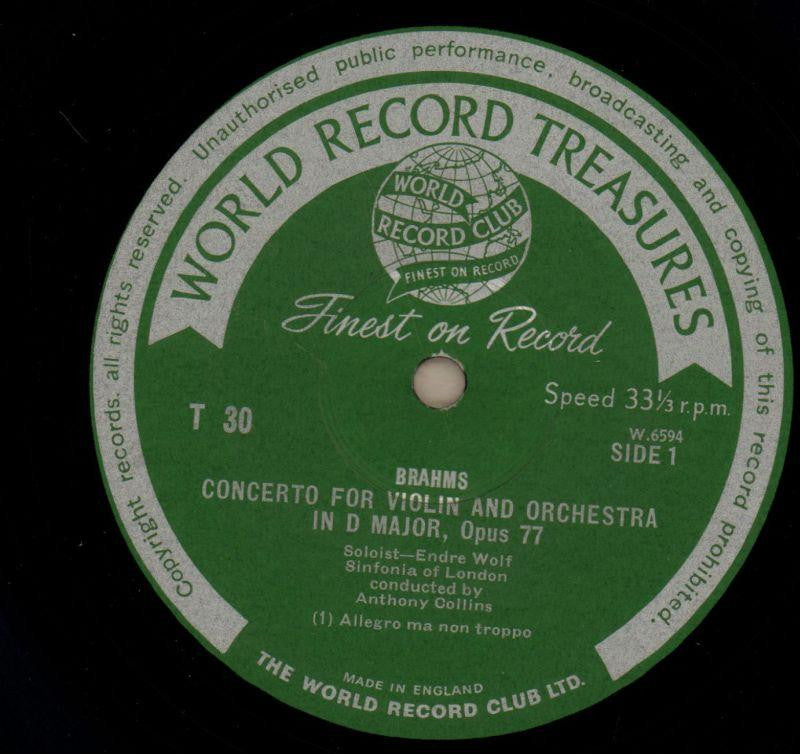 Copyright records. all rights reserved. Unauthorised public performance, broadcasting and copying of this record prohibited.
WORLD RECORD TREASURES
WORLD
RECORD CLUB
FINEST ON RECORD
Finest on Record
Speed 33⅓ r.p.m.
T 30
W.6594
SIDE 1
BRAHMS
CONCERTO FOR VIOLIN AND ORCHESTRA
IN D MAJOR, Opus 77
Soloist—Endre Wolf
Sinfonia of London
conducted by
Anthony Collins
(1) Allegro ma non troppo
MADE IN ENGLAND
THE WORLD RECORD CLUB LTD.